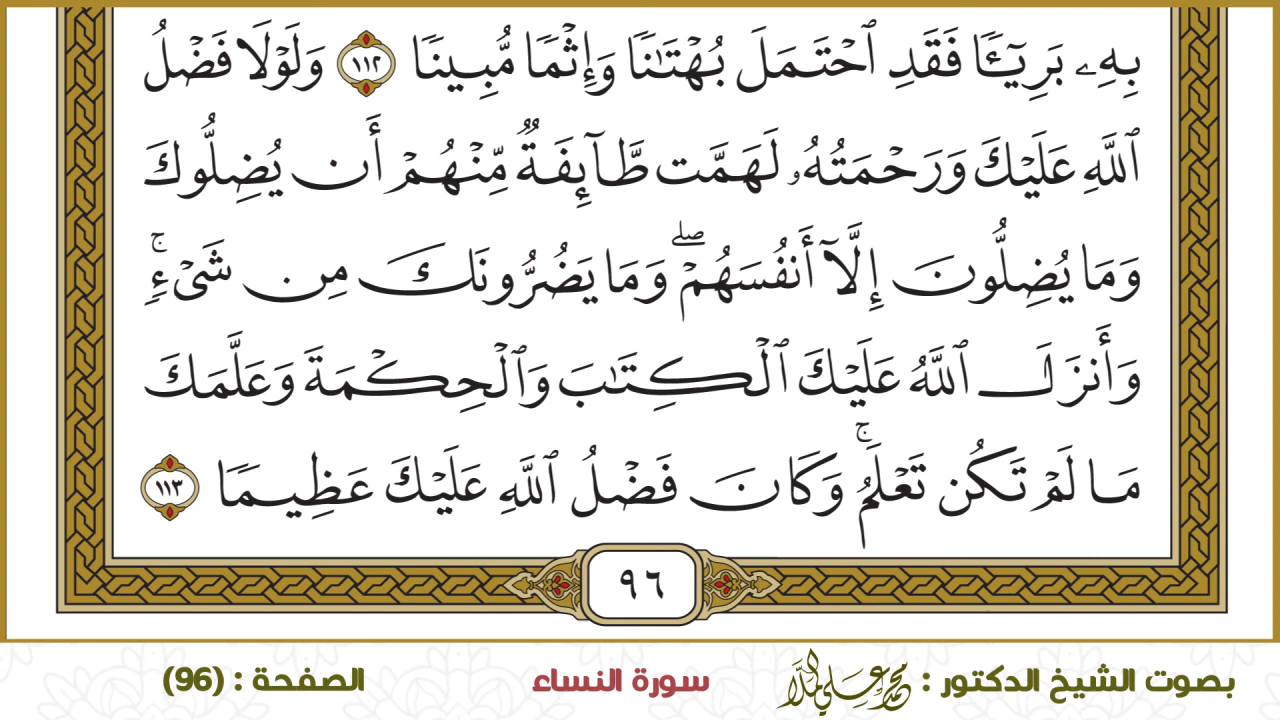 بِهِۦ بَرِيٓـًٔا فَقَدِ ٱحْتَمَلَ بُهْتَـٰنًا وَإِثْمًا مُّبِينًا ١١٢ وَلَوْلَا فَضْلُ
ٱللَّهِ عَلَيْكَ وَرَحْمَتُهُۥ لَهَمَّت طَّآئِفَةٌ مِّنْهُمْ أَن يُضِلُّوكَ
وَمَا يُضِلُّونَ إِلَّآ أَنفُسَهُمْ ۖ وَمَا يَضُرُّونَكَ مِن شَىْءٍ ۚ
وَأَنزَلَ ٱللَّهُ عَلَيْكَ ٱلْكِتَـٰبَ وَٱلْحِكْمَةَ وَعَلَّمَكَ
مَا لَمْ تَكُن تَعْلَمُ ۚ وَكَانَ فَضْلُ ٱللَّهِ عَلَيْكَ عَظِيمًا ١١٣
٩٦
بصوت الشيخ الدكتور : محمد علي الملا سورة النساء الصفحة : (96)